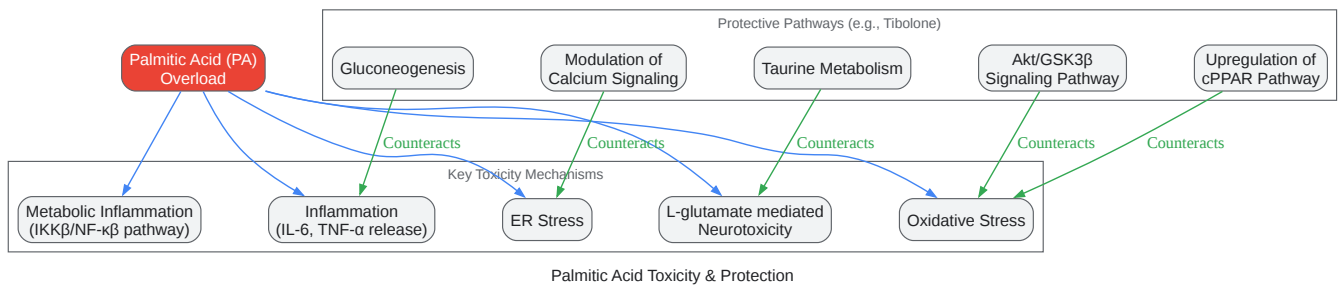 Protective Pathways (e.g., Tibolone)
Palmitic Acid (PA)
Overload
Gluconeogenesis
Modulation of
Calcium Signaling
Taurine Metabolism
Akt/GSK3β
Signaling Pathway
Upregulation of
cPPAR Pathway
Counteracts
Counteracts
Counteracts
Counteracts
Counteracts
Key Toxicity Mechanisms
Metabolic Inflammation
(IKKβ/NF-κβ pathway)
Inflammation
(IL-6, TNF-α release)
ER Stress
L-glutamate mediated
Neurotoxicity
Oxidative Stress
Palmitic Acid Toxicity & Protection